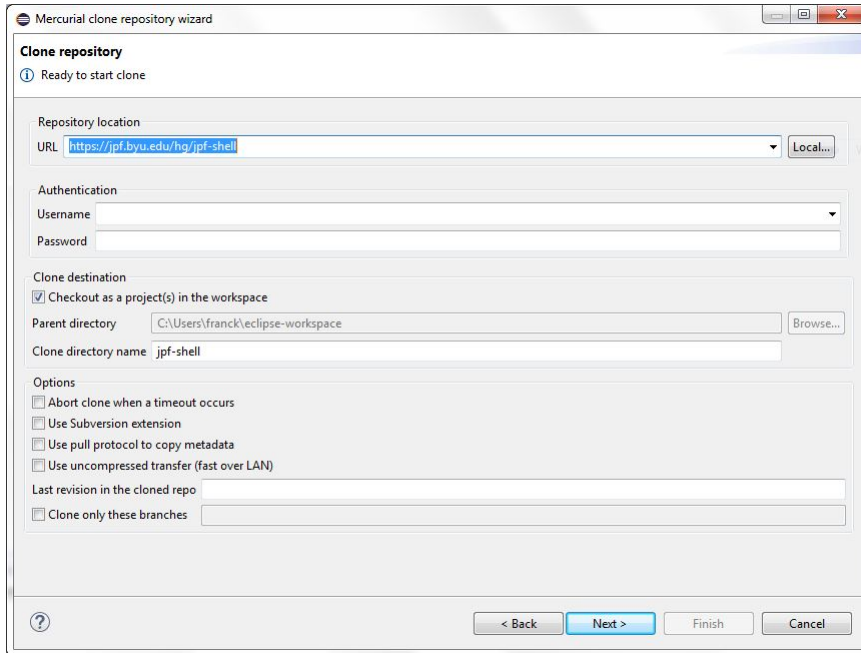 Mercurial clone repository wizard
Clone repository
Ready to start clone
Repository location
URL https://jpf.byu.edu/hg/jpf-shell Local...
Authentication
Username
Password
Clone destination
Checkout as a project(s) in the workspace
Parent directory C:\Users\franck\eclipse-workspace Browse...
Clone directory name jpf-shell
Options
Abort clone when a timeout occurs
Use Subversion extension
Use pull protocol to copy metadata
Use uncompressed transfer (fast over LAN)
Last revision in the cloned repo
Clone only these branches
? < Back Next > Finish Cancel